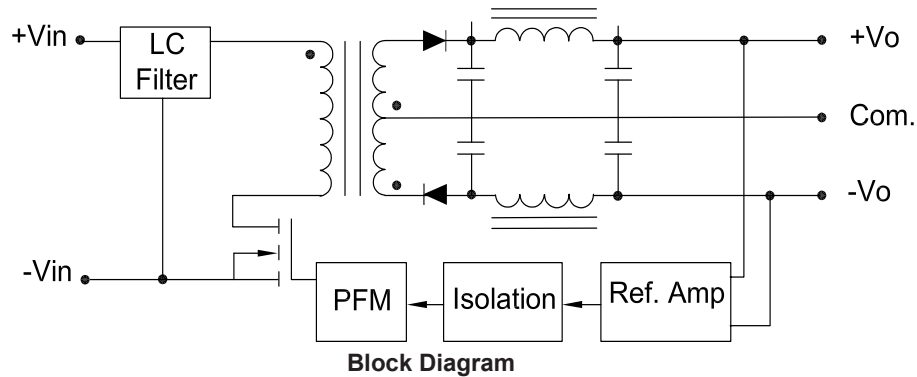 +Vin
LC
Filter
+Vo
Com.
-Vo
-Vin
PFM
Isolation
Ref. Amp
Block Diagram